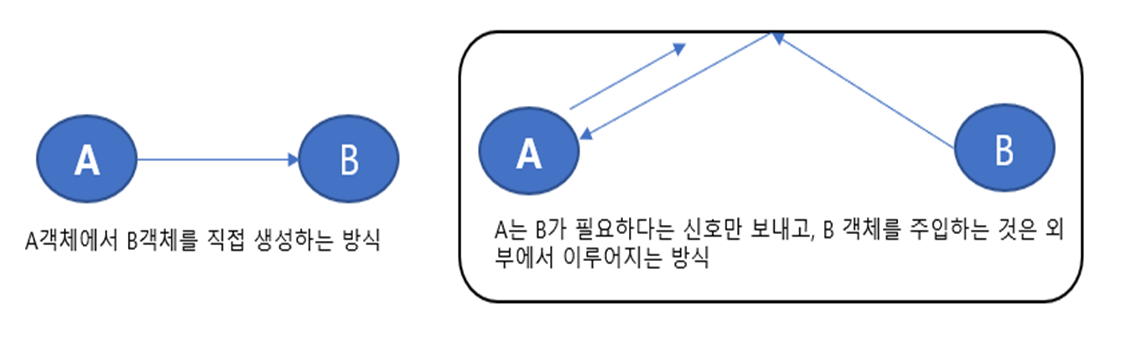 A
B
A객체에서 B객체를 직접 생성하는 방식
A
B
A는 B가 필요하다는 신호만 보내고, B 객체를 주입하는 것은 외
부에서 이루어지는 방식